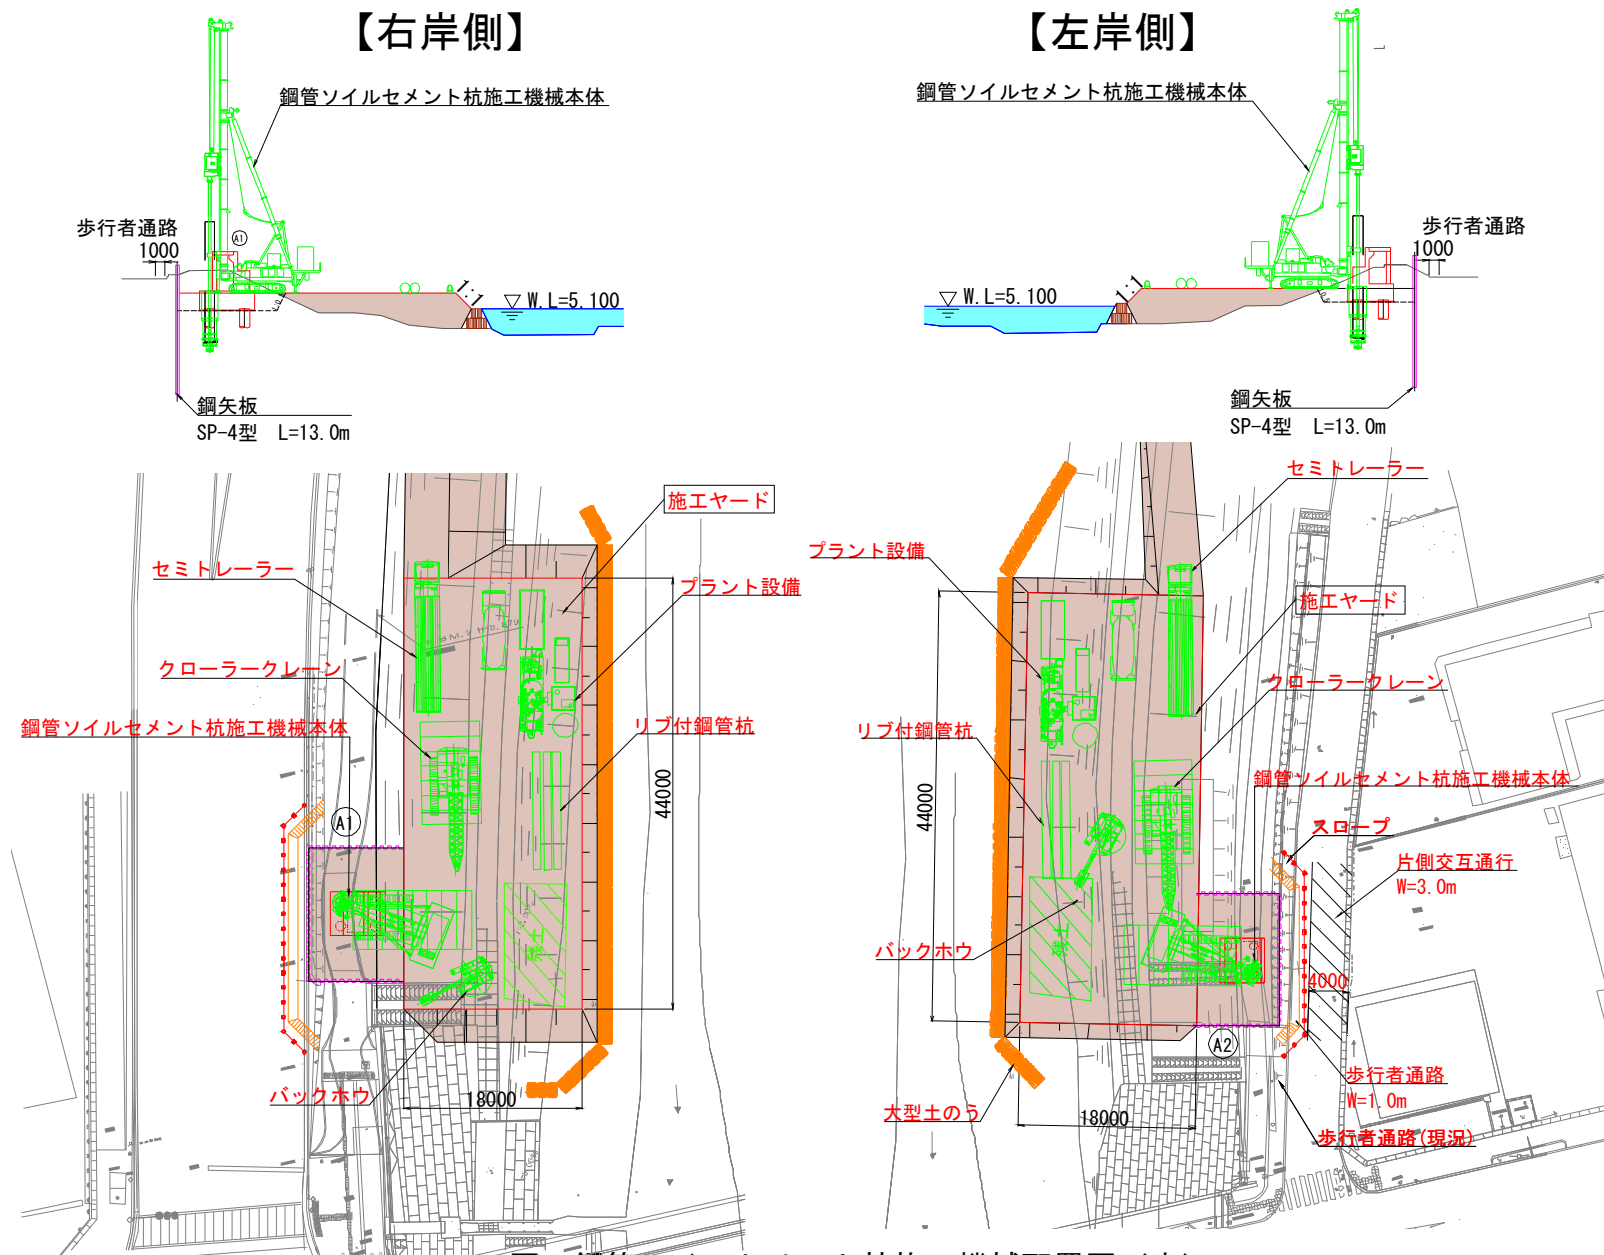 【右岸側】
【左岸側】
鋼管ソイルセメント杭施工機械本体
鋼管ソイルセメント杭施工機械本体
歩行者通路
1000
A1
1:1
W.L=5.100
鋼矢板
SP-4型 L=13.0m
歩行者通路
1000
1:1
W.L=5.100
鋼矢板
SP-4型 L=13.0m
施工ヤード
セミトレーラー
プラント設備
クローラークレーン
鋼管ソイルセメント杭施工機械本体
リブ付鋼管杭
44000
A1
残土
バックホウ
18000
セミトレーラー
プラント設備
施工ヤード
クローラークレーン
リブ付鋼管杭
鋼管ソイルセメント杭施工機械本体
44000
スロープ
片側交互通行
W=3.0m
残土
バックホウ
4000
A2
歩行者通路
W=1.0m
大型土のう
18000
歩行者通路(現況)